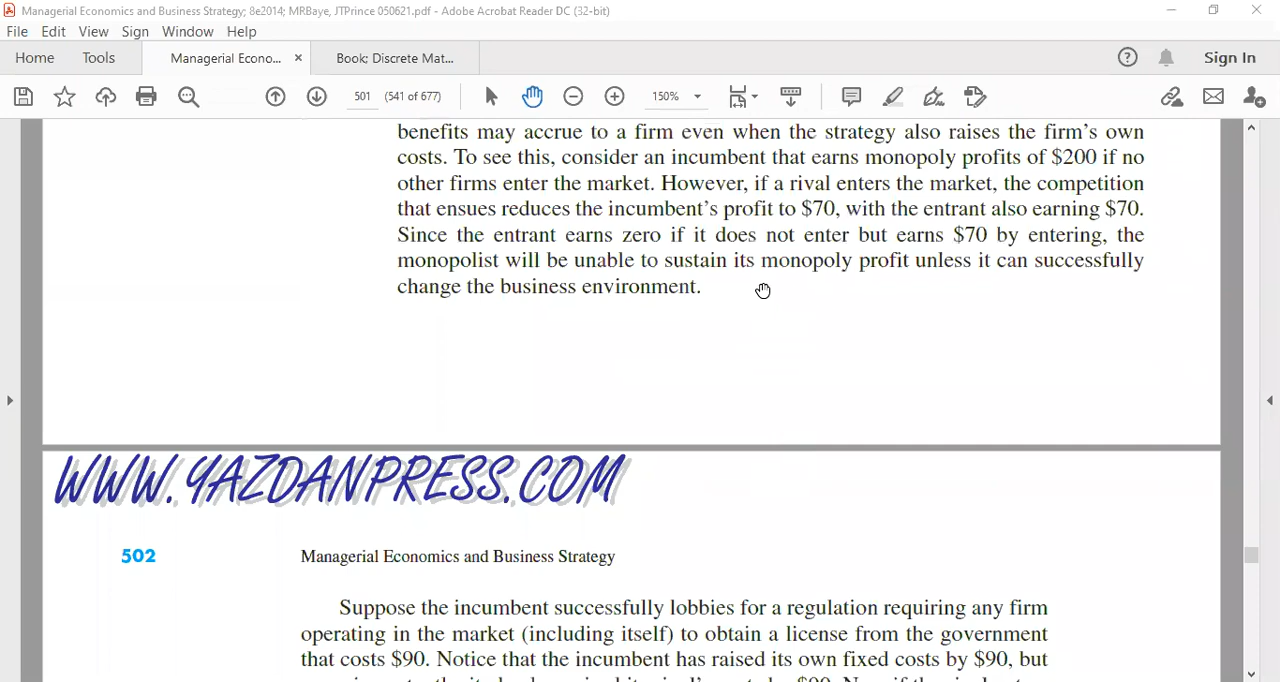 Managerial Economics and Business Strategy; 8e2014; MRBaye, JTPrince 050621.pdf - Adobe Acrobat Reader DC (32-bit)
File Edit View Sign Window Help
Home Tools Managerial Econo... × Book; Discrete Mat... Sign In
501 (541 of 677) 150%
benefits may accrue to a firm even when the strategy also raises the firm's own
costs. To see this, consider an incumbent that earns monopoly profits of $200 if no
other firms enter the market. However, if a rival enters the market, the competition
that ensues reduces the incumbent's profit to $70, with the entrant also earning $70.
Since the entrant earns zero if it does not enter but earns $70 by entering, the
monopolist will be unable to sustain its monopoly profit unless it can successfully
change the business environment.
WWW.YAZDANPRESS.COM
502 Managerial Economics and Business Strategy
Suppose the incumbent successfully lobbies for a regulation requiring any firm
operating in the market (including itself) to obtain a license from the government
that costs $90. Notice that the incumbent has raised its own fixed costs by $90, but